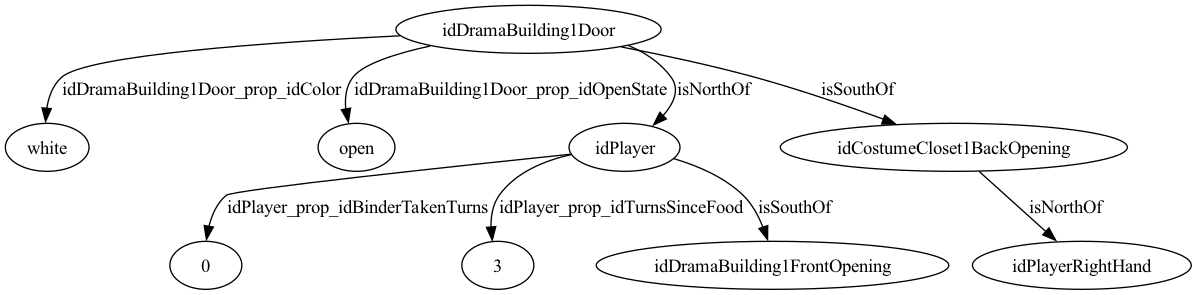 idDramaBuilding1Door
idDramaBuilding1Door_prop_idColor
idDramaBuilding1Door_prop_idOpenState
isNorthOf
isSouthOf
white
open
idPlayer
idCostumeCloset1BackOpening
idPlayer_prop_idBinderTakenTurns
idPlayer_prop_idTurnsSinceFood
isSouthOf
isNorthOf
0
3
idDramaBuilding1FrontOpening
idPlayerRightHand